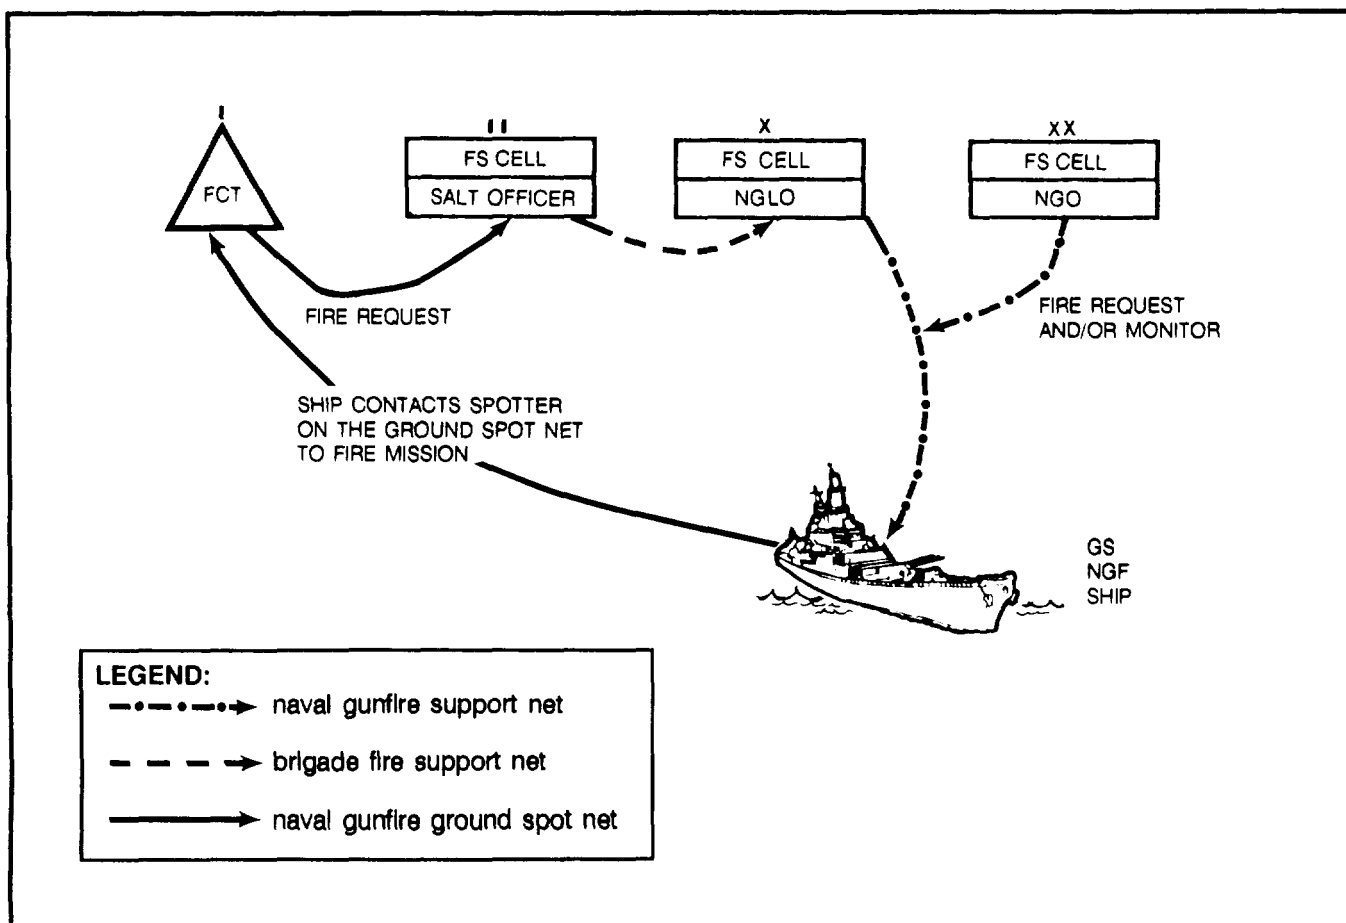 I
II
X
XX
FCT
FS CELL
SALT OFFICER
FS CELL
NGLO
FS CELL
NGO
FIRE REQUEST
FIRE REQUEST
AND/OR MONITOR
SHIP CONTACTS SPOTTER
ON THE GROUND SPOT NET
TO FIRE MISSION
GS
NGF
SHIP
LEGEND:
naval gunfire support net
brigade fire support net
naval gunfire ground spot net